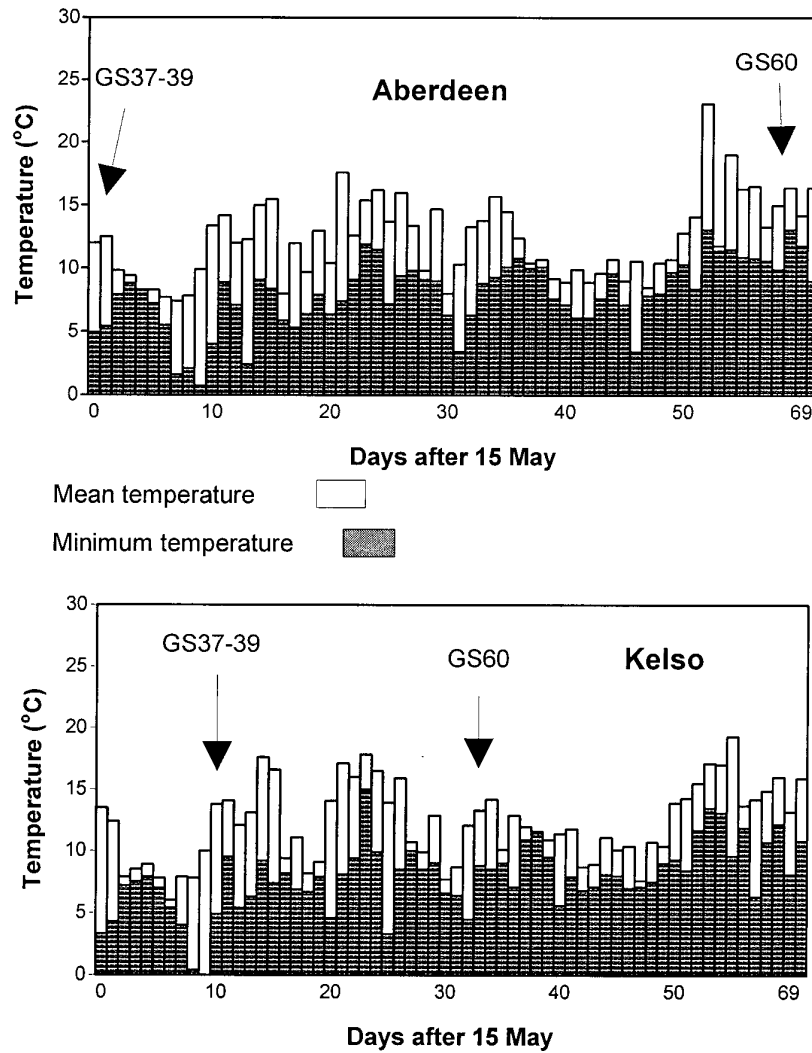 30
25
20
15
10
5
0
Temperature (°C)
GS37-39
Aberdeen
GS60
0 10 20 30 40 50 69
Days after 15 May
Mean temperature
Minimum temperature
30
25
20
15
10
5
0
Temperature (°C)
GS37-39
GS60
Kelso
0 10 20 30 40 50 69
Days after 15 May